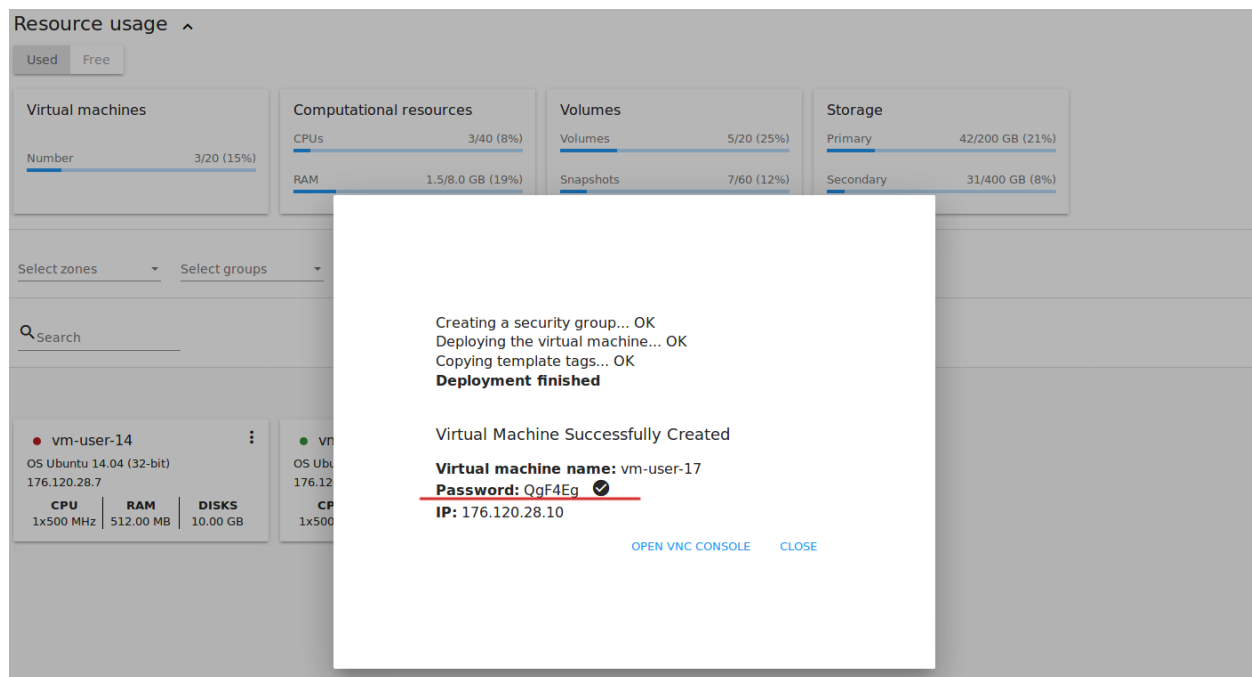 Resource usage
Used Free
Virtual machines
Number 3/20 (15%)
Computational resources
CPUs 3/40 (8%)
RAM 1.5/8.0 GB (19%)
Volumes
Volumes 5/20 (25%)
Snapshots 7/60 (12%)
Storage
Primary 42/200 GB (21%)
Secondary 31/400 GB (8%)
Select zones Select groups
Search
vm-user-14
OS Ubuntu 14.04 (32-bit)
176.120.28.7
CPU RAM DISKS
1x500 MHz 512.00 MB 10.00 GB
OS Ubu
176.12
1x500
Creating a security group... OK
Deploying the virtual machine... OK
Copying template tags... OK
Deployment finished
Virtual Machine Successfully Created
Virtual machine name: vm-user-17
Password: QgF4Eg
IP: 176.120.28.10
OPEN VNC CONSOLE CLOSE